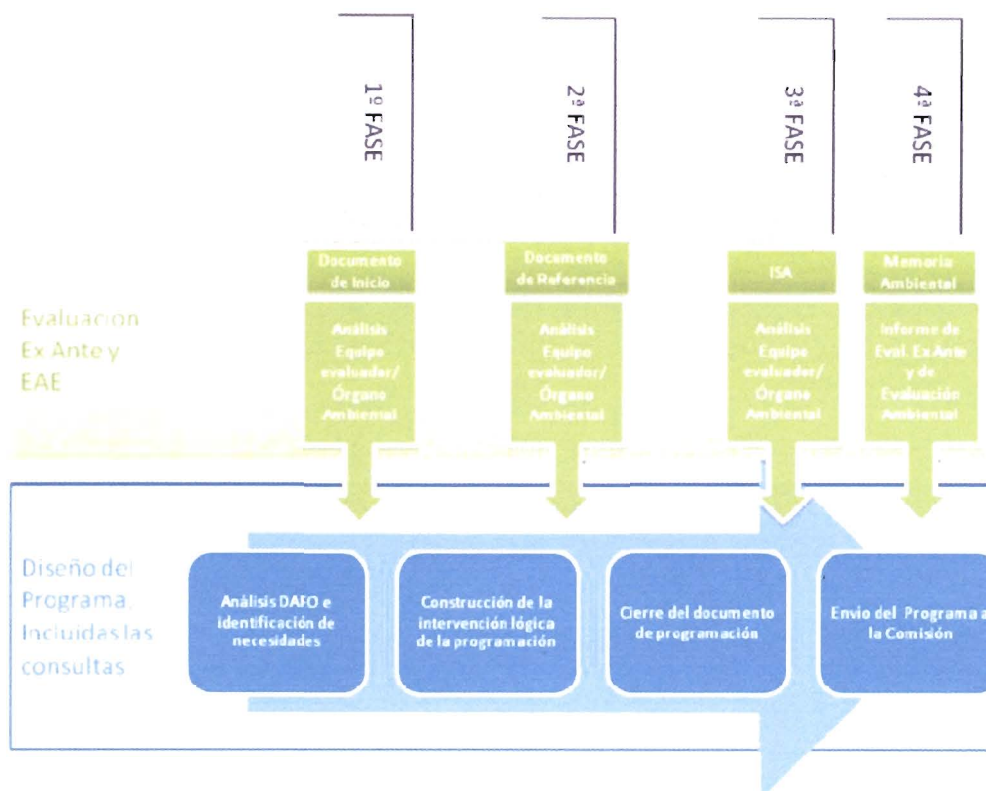 1º FASE
2ª FASE
3ª FASE
4ª FASE
Documento
de Inicio
Documento
de Referencia
ISA
Memoria
Ambiental
Evaluación
Ex Ante y
EAE
Análisis
Equipo
evaluador/
Órgano
Ambiental
Análisis
Equipo
evaluador/
Órgano
Ambiental
Análisis
Equipo
evaluador/
Órgano
Ambiental
Informe de
Eval. Ex Ante
y de
Evaluación
Ambiental
Diseño del
Programa.
Incluidas las
consultas
Análisis DAFO e
identificación de
necesidades
Construcción de la
intervención lógica
de la programación
Cierre del documento
de programación
Envío del Programa a
la Comisión